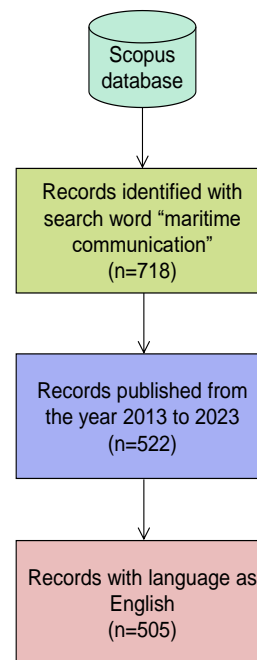 Scopus
database
Records identified with
search word “maritime
communication”
(n=718)
Records published from
the year 2013 to 2023
(n=522)
Records with language as
English
(n=505)